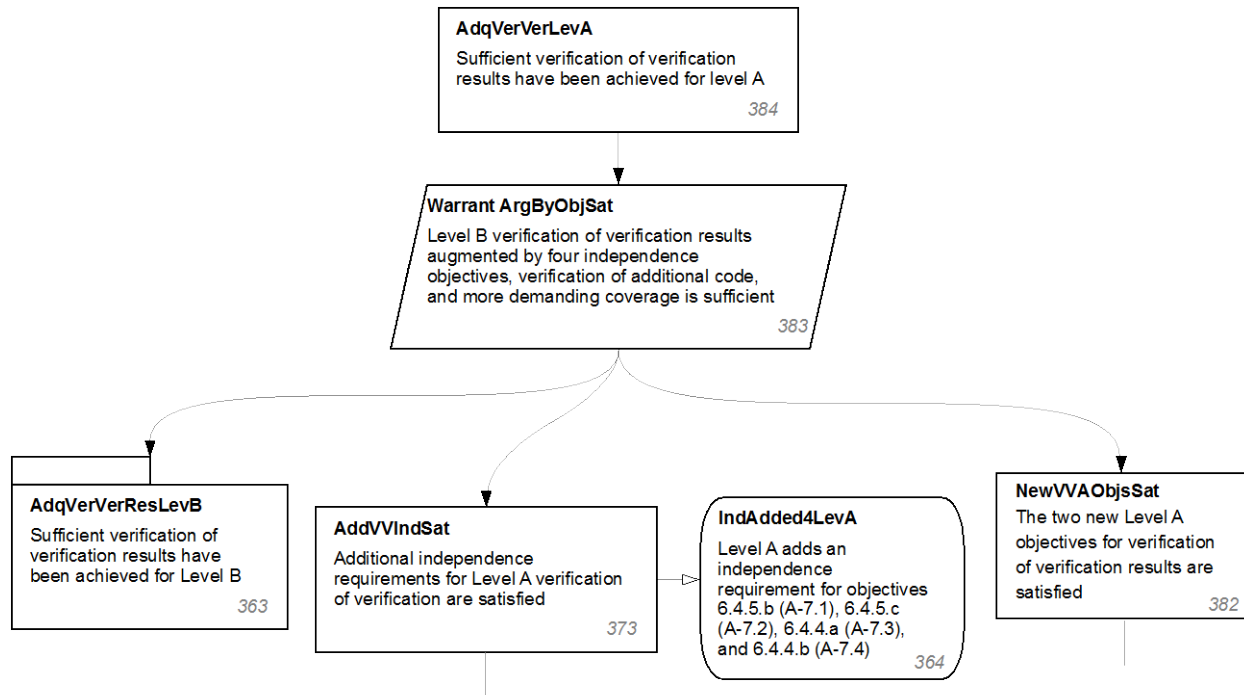 AdqVerVerLevA
Sufficient verification of verification
results have been achieved for level A
384
Warrant ArgByObjSat
Level B verification of verification results
augmented by four independence
objectives, verification of additional code,
and more demanding coverage is sufficient
383
AdqVerVerResLevB
Sufficient verification of
verification results have
been achieved for Level B
363
AddVVIndSat
Additional independence
requirements for Level A verification
of verification are satisfied
373
IndAdded4LevA
Level A adds an
independence
requirement for objectives
6.4.5.b (A-7.1), 6.4.5.c
(A-7.2), 6.4.4.a (A-7.3),
and 6.4.4.b (A-7.4)
364
NewVVAObjsSat
The two new Level A
objectives for verification
of verification results are
satisfied
382